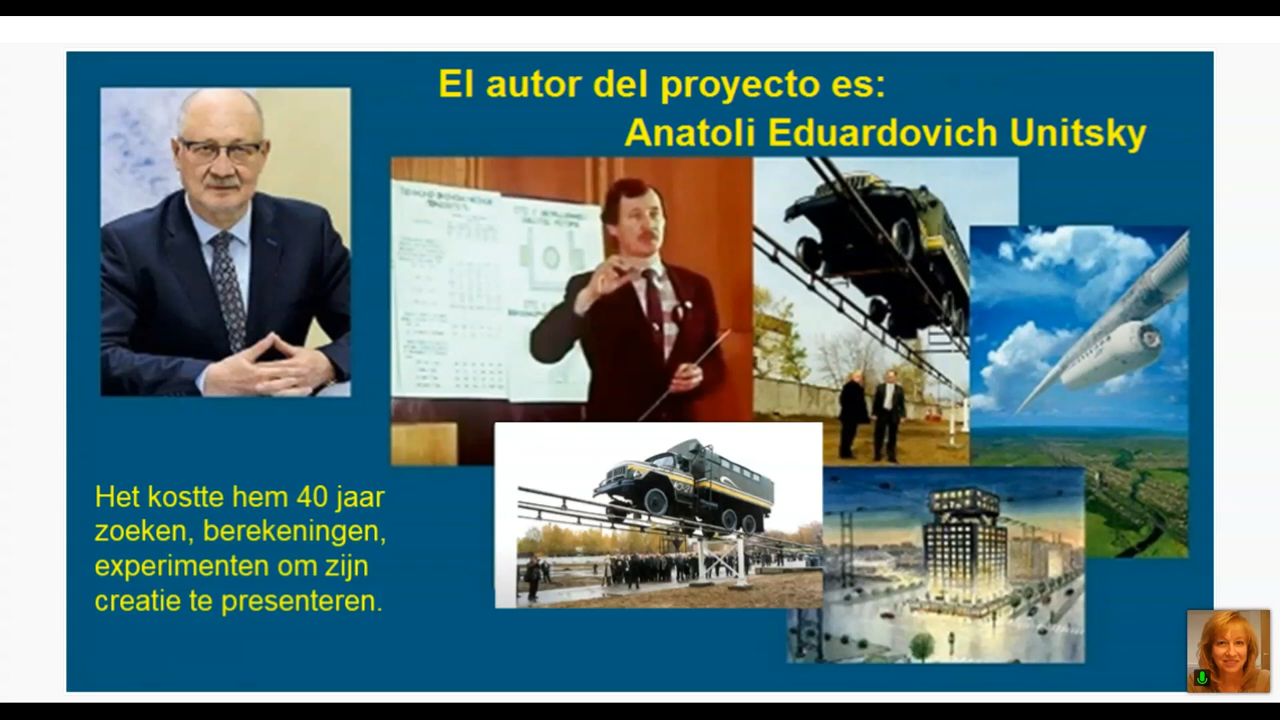 El autor del proyecto es:
Anatoli Eduardovich Unitsky
Het kostte hem 40 jaar
zoeken, berekeningen,
experimenten om zijn
creatie te presenteren.